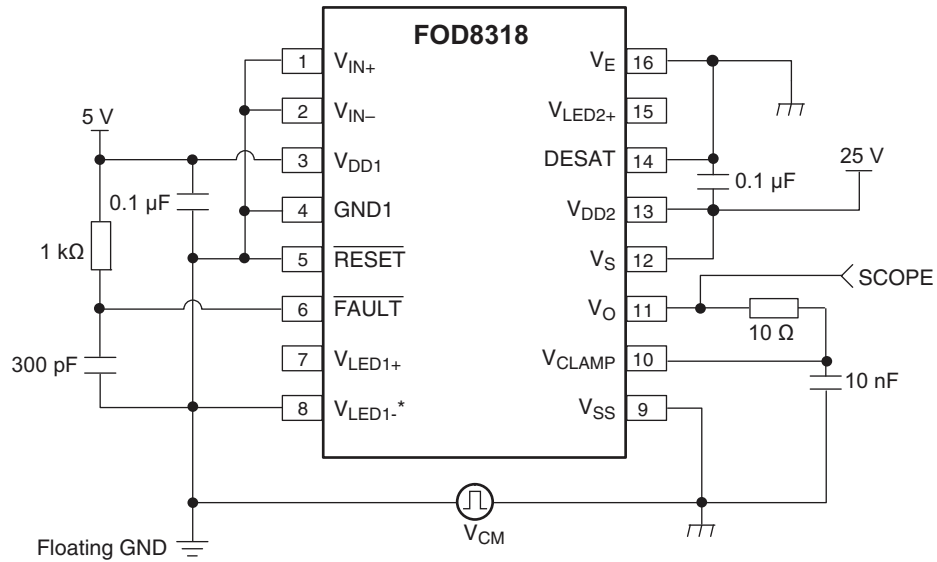 FOD8318
5 V
0.1 µF
1 kΩ
300 pF
Floating GND
1 V_IN+
2 V_IN–
3 V_DD1
4 GND1
5 R̅E̅S̅E̅T̅
6 F̅A̅U̅L̅T̅
7 V_LED1+
8 V_LED1-*
V_E 16
V_LED2+ 15
DESAT 14
V_DD2 13
V_S 12
V_O 11
V_CLAMP 10
V_SS 9
0.1 µF
25 V
SCOPE
10 Ω
10 nF
V_CM